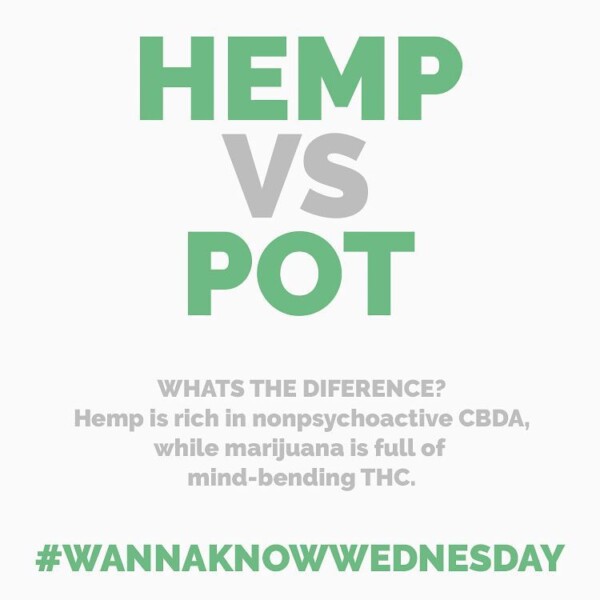 HEMP
VS
POT
WHATS THE DIFERENCE?
Hemp is rich in nonpsychoactive CBDA,
while marijuana is full of
mind-bending THC.
#WANNAKNOWWEDNESDAY